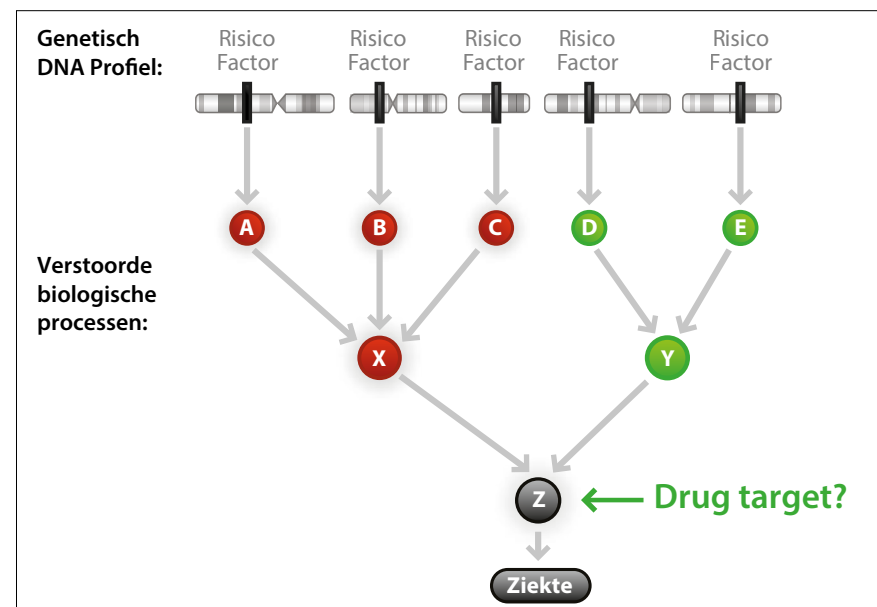 Genetisch
DNA Profiel:
Risico
Factor
Risico
Factor
Risico
Factor
Risico
Factor
Risico
Factor
A
B
C
D
E
Verstoorde
biologische
processen:
X
Y
Z
Drug target?
Ziekte